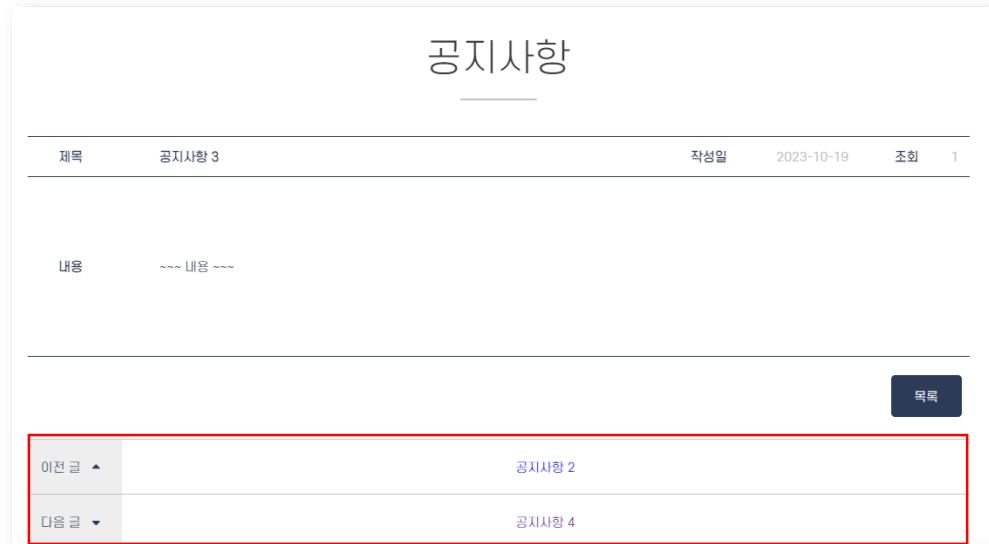 공지사항
제목 공지사항 3 작성일 2023-10-19 조회 1
내용 ~~~ 내용 ~~~
목록
이전 글 공지사항 2
다음 글 공지사항 4